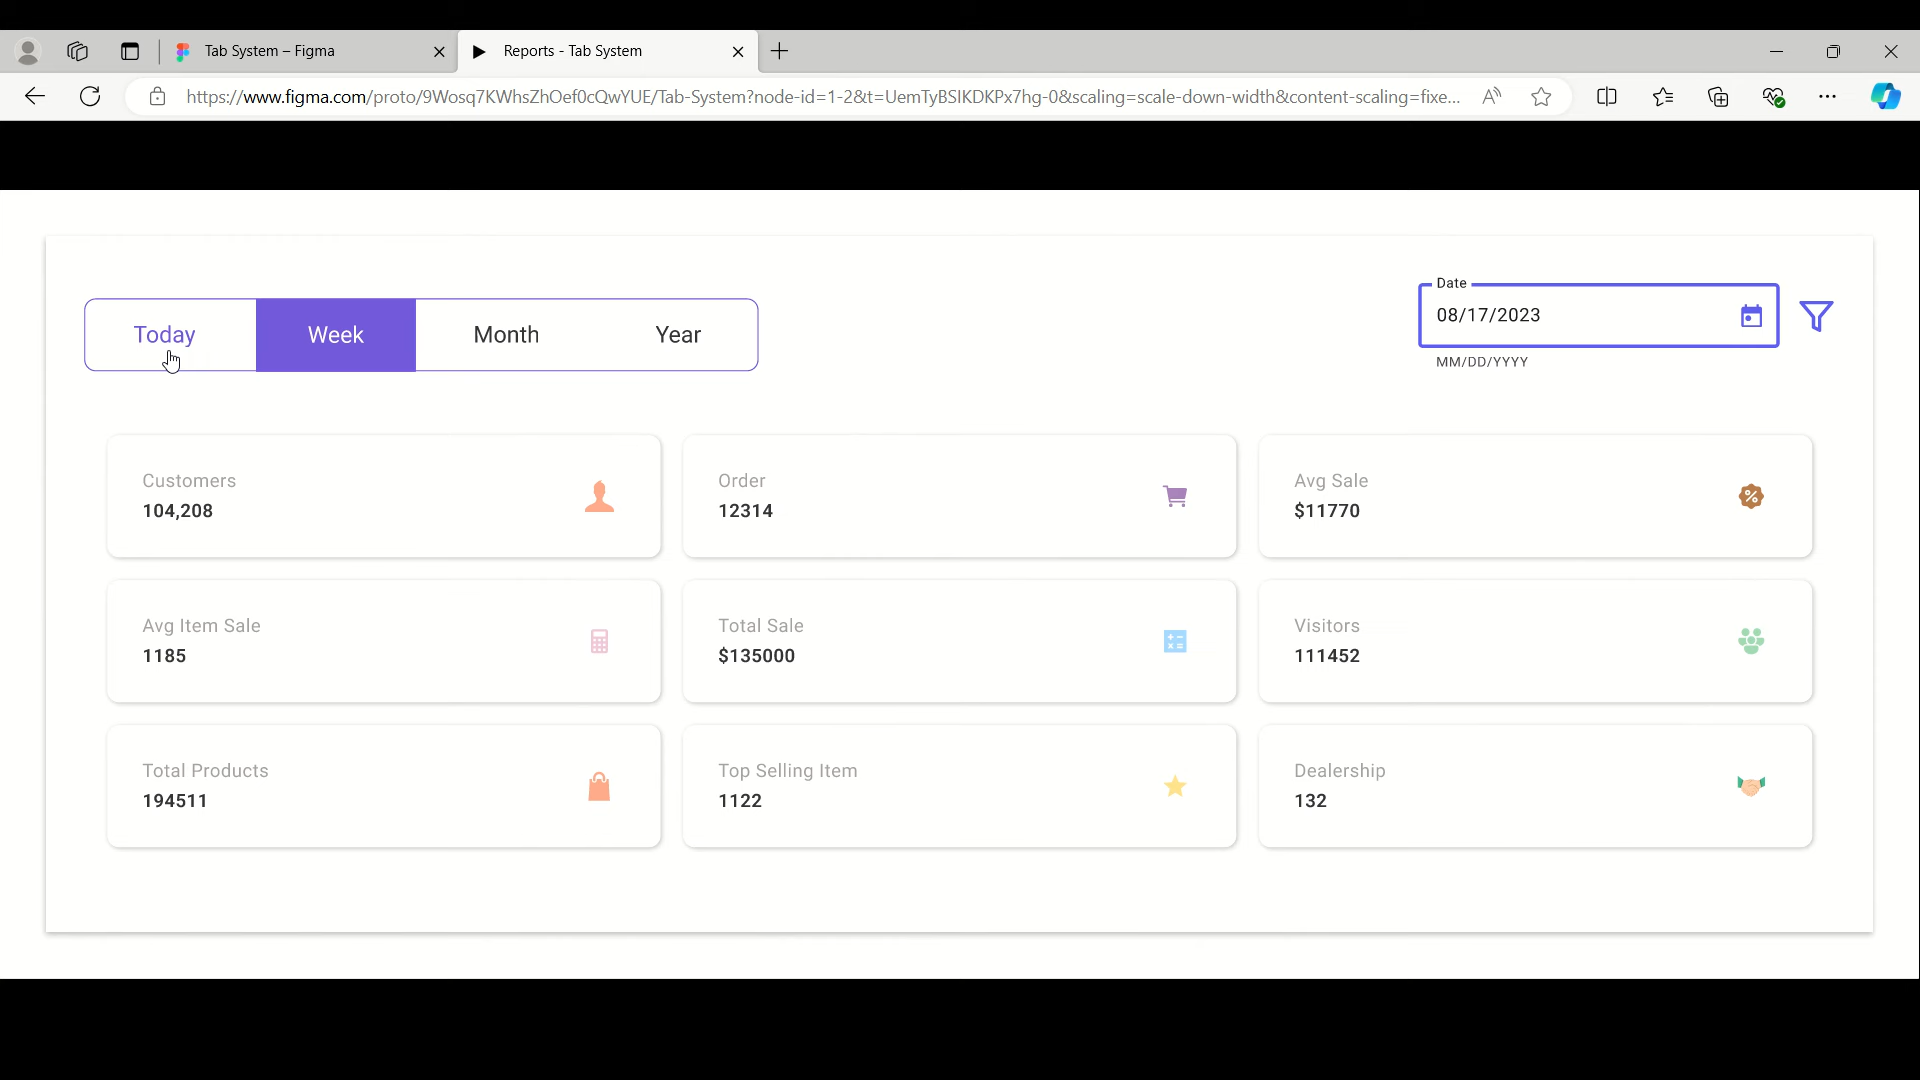 Tab System – Figma
Reports - Tab System
https://www.figma.com/proto/9Wosq7KWhsZhOef0cQwYUE/Tab-System?node-id=1-2&t=UemTyBSIKDKPx7hg-0&scaling=scale-down-width&content-scaling=fixe...
Today
Week
Month
Year
Date
08/17/2023
MM/DD/YYYY
Customers
104,208
Order
12314
Avg Sale
$11770
Avg Item Sale
1185
Total Sale
$135000
Visitors
111452
Total Products
194511
Top Selling Item
1122
Dealership
132